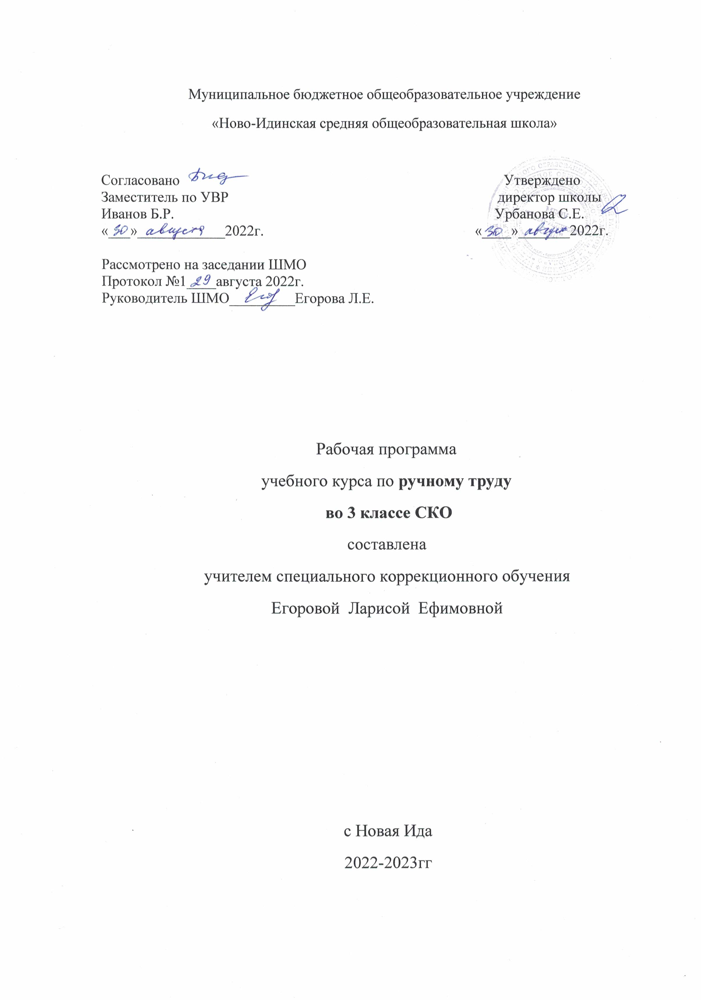 Муниципальное бюджетное общеобразовательное учреждение
«Ново-Идинская средняя общеобразовательная школа»
Согласовано
Заместитель по УВР
Иванов Б.Р.
«30» августа 2022г.
Утверждено
директор школы
Урбанова С.Е.
«30» августа 2022г.
Рассмотрено на заседании ШМО
Протокол №1 29 августа 2022г.
Руководитель ШМО Егорова Л.Е.
Рабочая программа
учебного курса по ручному труду
во 3 классе СКО
составлена
учителем специального коррекционного обучения
Егоровой Ларисой Ефимовной
с Новая Ида
2022-2023гг